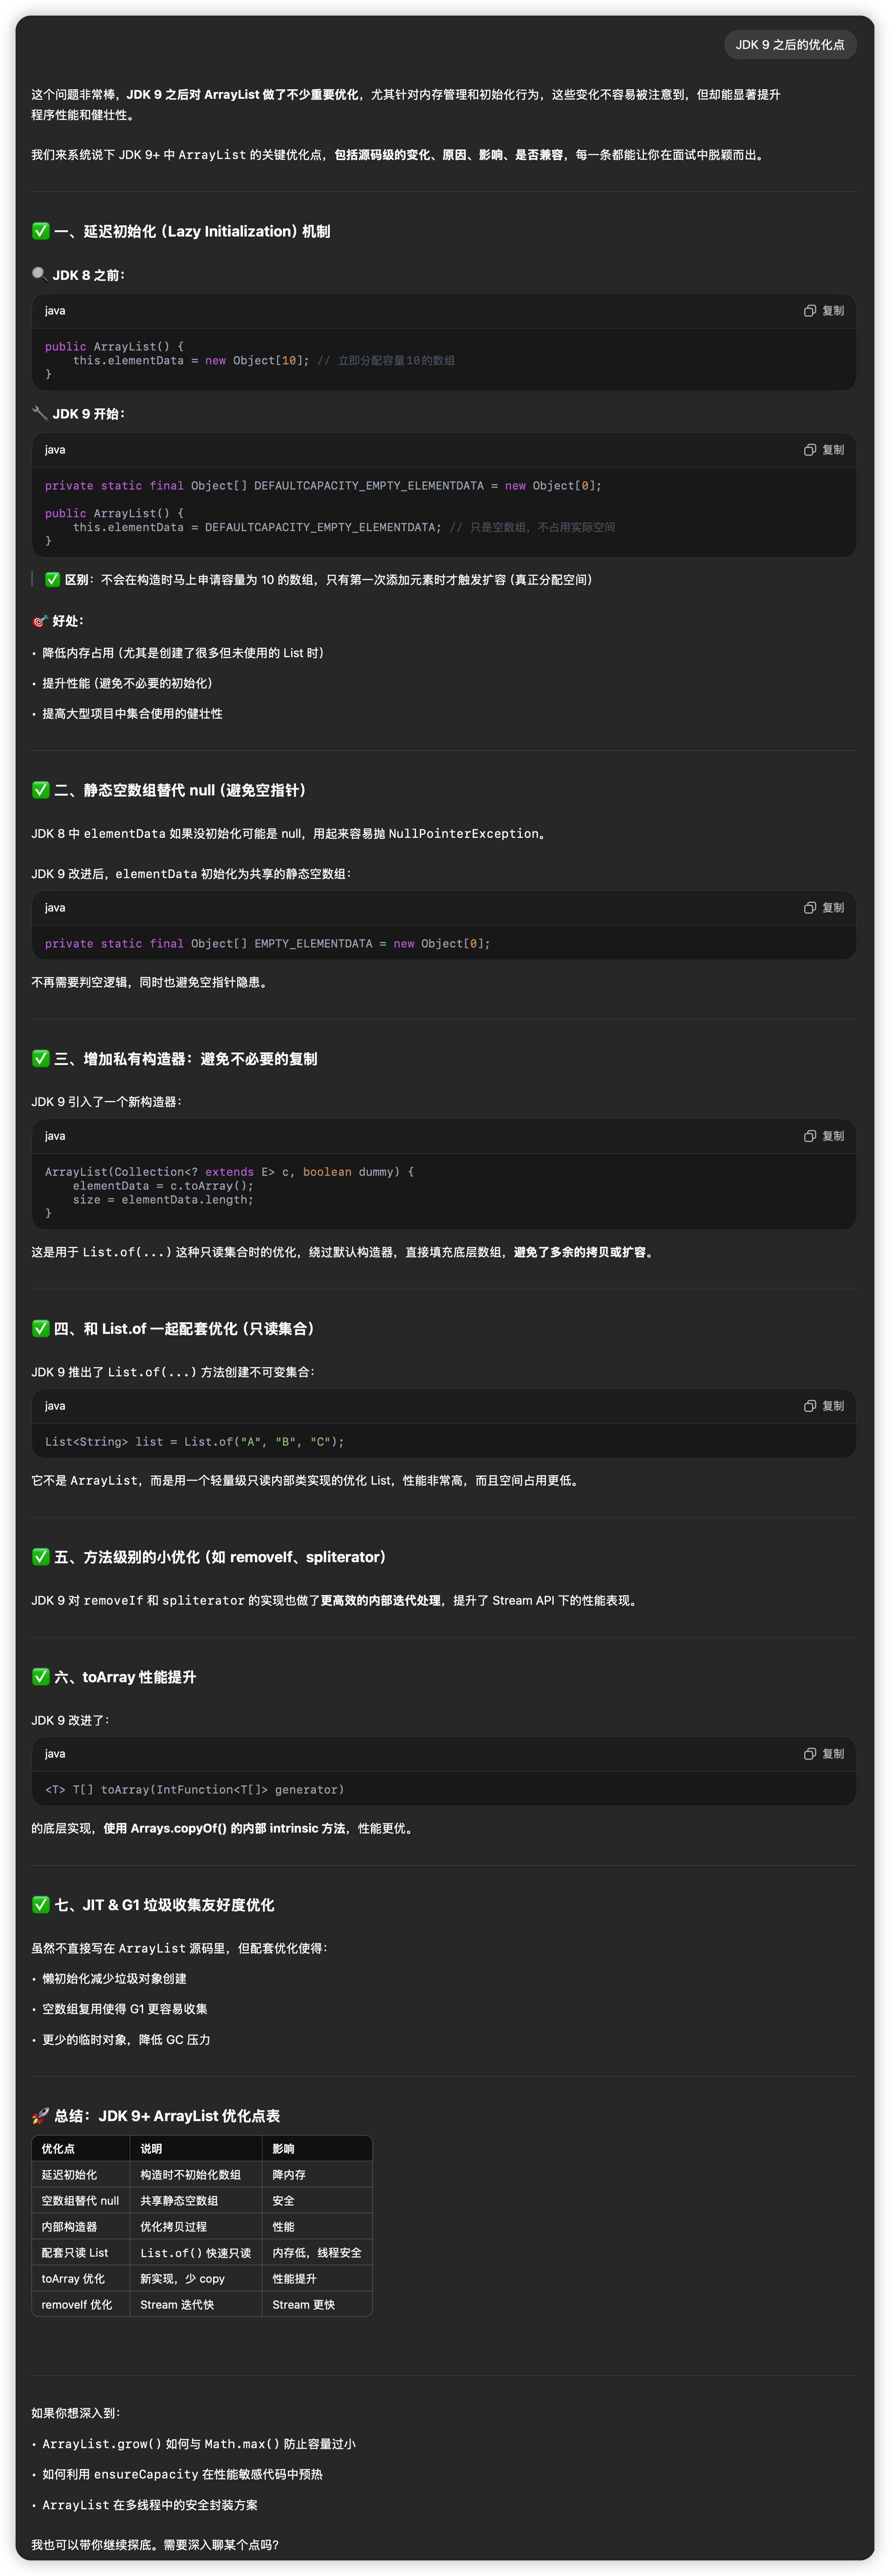 JDK 9 之后的优化点
这个问题非常棒，JDK 9 之后对 ArrayList 做了不少重要优化，尤其针对内存管理和初始化行为，这些变化不容易被注意到，但却能显著提升
程序性能和健壮性。
我们来系统说下 JDK 9+ 中 ArrayList 的关键优化点，包括源码级的变化、原因、影响、是否兼容，每一条都能让你在面试中脱颖而出。
✅ 一、延迟初始化（Lazy Initialization）机制
🔍 JDK 8 之前：
java
复制
public ArrayList() {
    this.elementData = new Object[10]; // 立即分配容量10的数组
}
🔧 JDK 9 开始：
java
复制
private static final Object[] DEFAULTCAPACITY_EMPTY_ELEMENTDATA = new Object[0];
public ArrayList() {
    this.elementData = DEFAULTCAPACITY_EMPTY_ELEMENTDATA; // 只是空数组，不占用实际空间
}
✅ 区别：不会在构造时马上申请容量为 10 的数组，只有第一次添加元素时才触发扩容（真正分配空间）
🎯 好处：
• 降低内存占用（尤其是创建了很多但未使用的 List 时）
• 提升性能（避免不必要的初始化）
• 提高大型项目中集合使用的健壮性
✅ 二、静态空数组替代 null（避免空指针）
JDK 8 中 elementData 如果没初始化可能是 null，用起来容易抛 NullPointerException。
JDK 9 改进后，elementData 初始化为共享的静态空数组：
java
复制
private static final Object[] EMPTY_ELEMENTDATA = new Object[0];
不再需要判空逻辑，同时也避免空指针隐患。
✅ 三、增加私有构造器：避免不必要的复制
JDK 9 引入了一个新构造器：
java
复制
ArrayList(Collection<? extends E> c, boolean dummy) {
    elementData = c.toArray();
    size = elementData.length;
}
这是用于 List.of(...) 这种只读集合时的优化，绕过默认构造器，直接填充底层数组，避免了多余的拷贝或扩容。
✅ 四、和 List.of 一起配套优化（只读集合）
JDK 9 推出了 List.of(...) 方法创建不可变集合：
java
复制
List<String> list = List.of("A", "B", "C");
它不是 ArrayList，而是用一个轻量级只读内部类实现的优化 List，性能非常高，而且空间占用更低。
✅ 五、方法级别的小优化（如 removeIf、spliterator）
JDK 9 对 removeIf 和 spliterator 的实现也做了更高效的内部迭代处理，提升了 Stream API 下的性能表现。
✅ 六、toArray 性能提升
JDK 9 改进了：
java
复制
<T> T[] toArray(IntFunction<T[]> generator)
的底层实现，使用 Arrays.copyOf() 的内部 intrinsic 方法，性能更优。
✅ 七、JIT & G1 垃圾收集友好度优化
虽然不直接写在 ArrayList 源码里，但配套优化使得：
• 懒初始化减少垃圾对象创建
• 空数组复用使得 G1 更容易收集
• 更少的临时对象，降低 GC 压力
🚀 总结：JDK 9+ ArrayList 优化点表
优化点 说明 影响
延迟初始化 构造时不初始化数组 降内存
空数组替代 null 共享静态空数组 安全
内部构造器 优化拷贝过程 性能
配套只读 List List.of() 快速只读 内存低，线程安全
toArray 优化 新实现，少 copy 性能提升
removeIf 优化 Stream 迭代快 Stream 更快
如果你想深入到：
• ArrayList.grow() 如何与 Math.max() 防止容量过小
• 如何利用 ensureCapacity 在性能敏感代码中预热
• ArrayList 在多线程中的安全封装方案
我也可以带你继续探底。需要深入聊某个点吗？